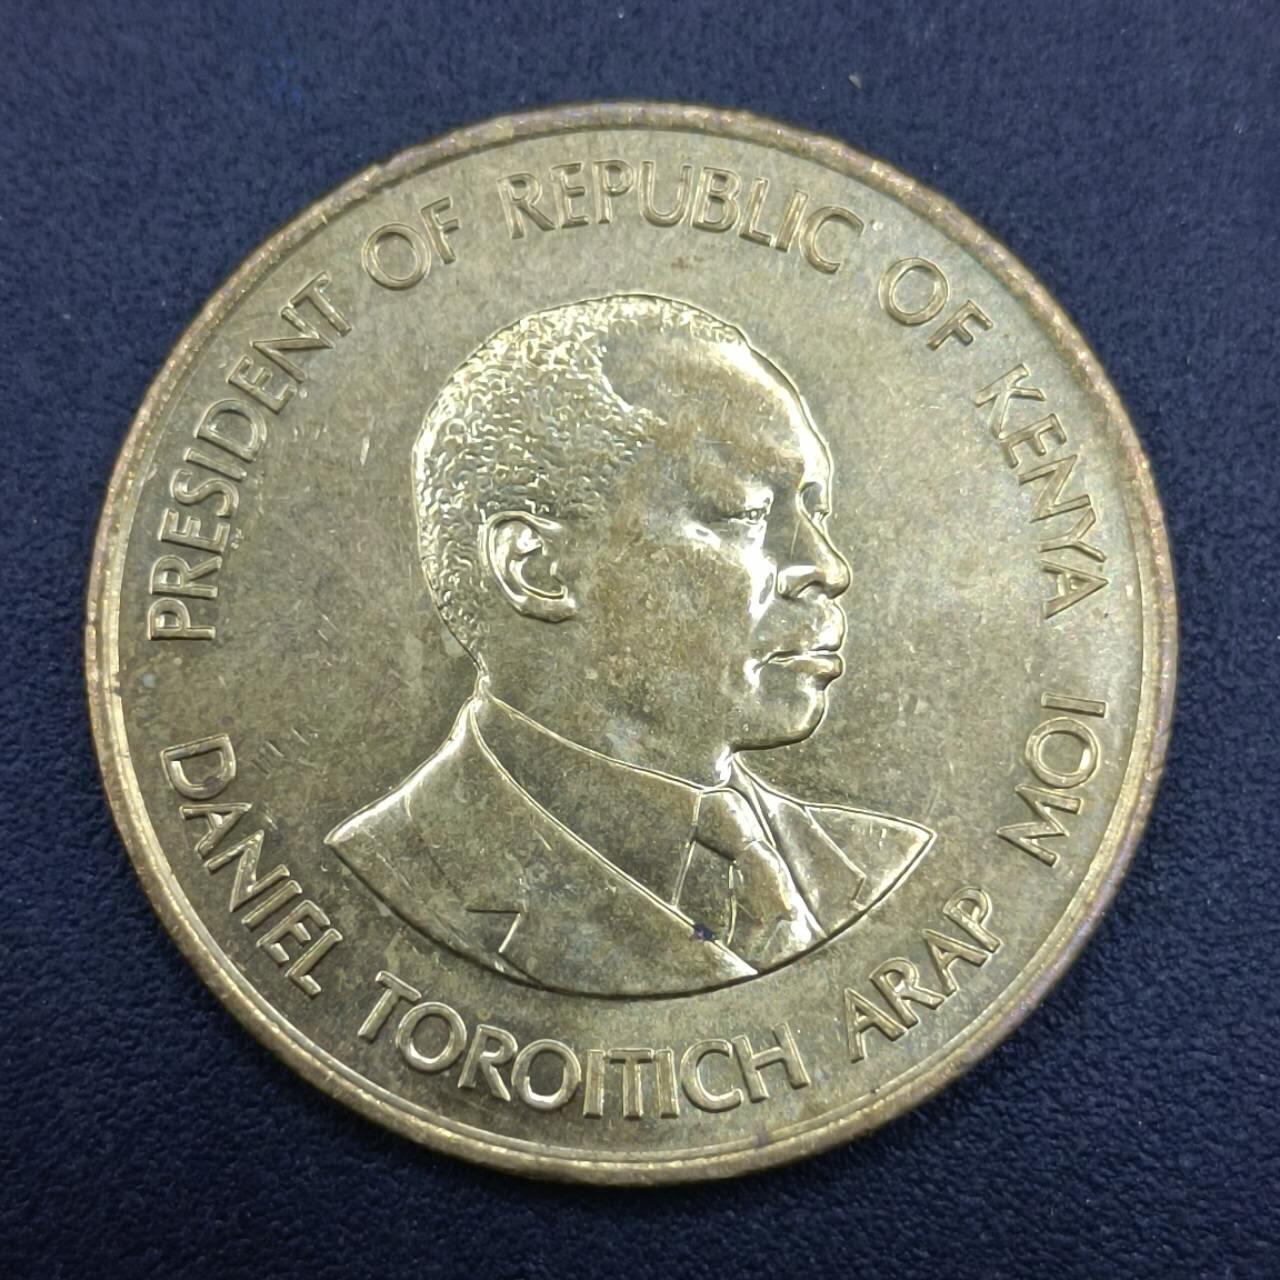 PRESIDENT OF REPUBLIC OF KENYA
DANIEL TOROITICH ARAP MOI